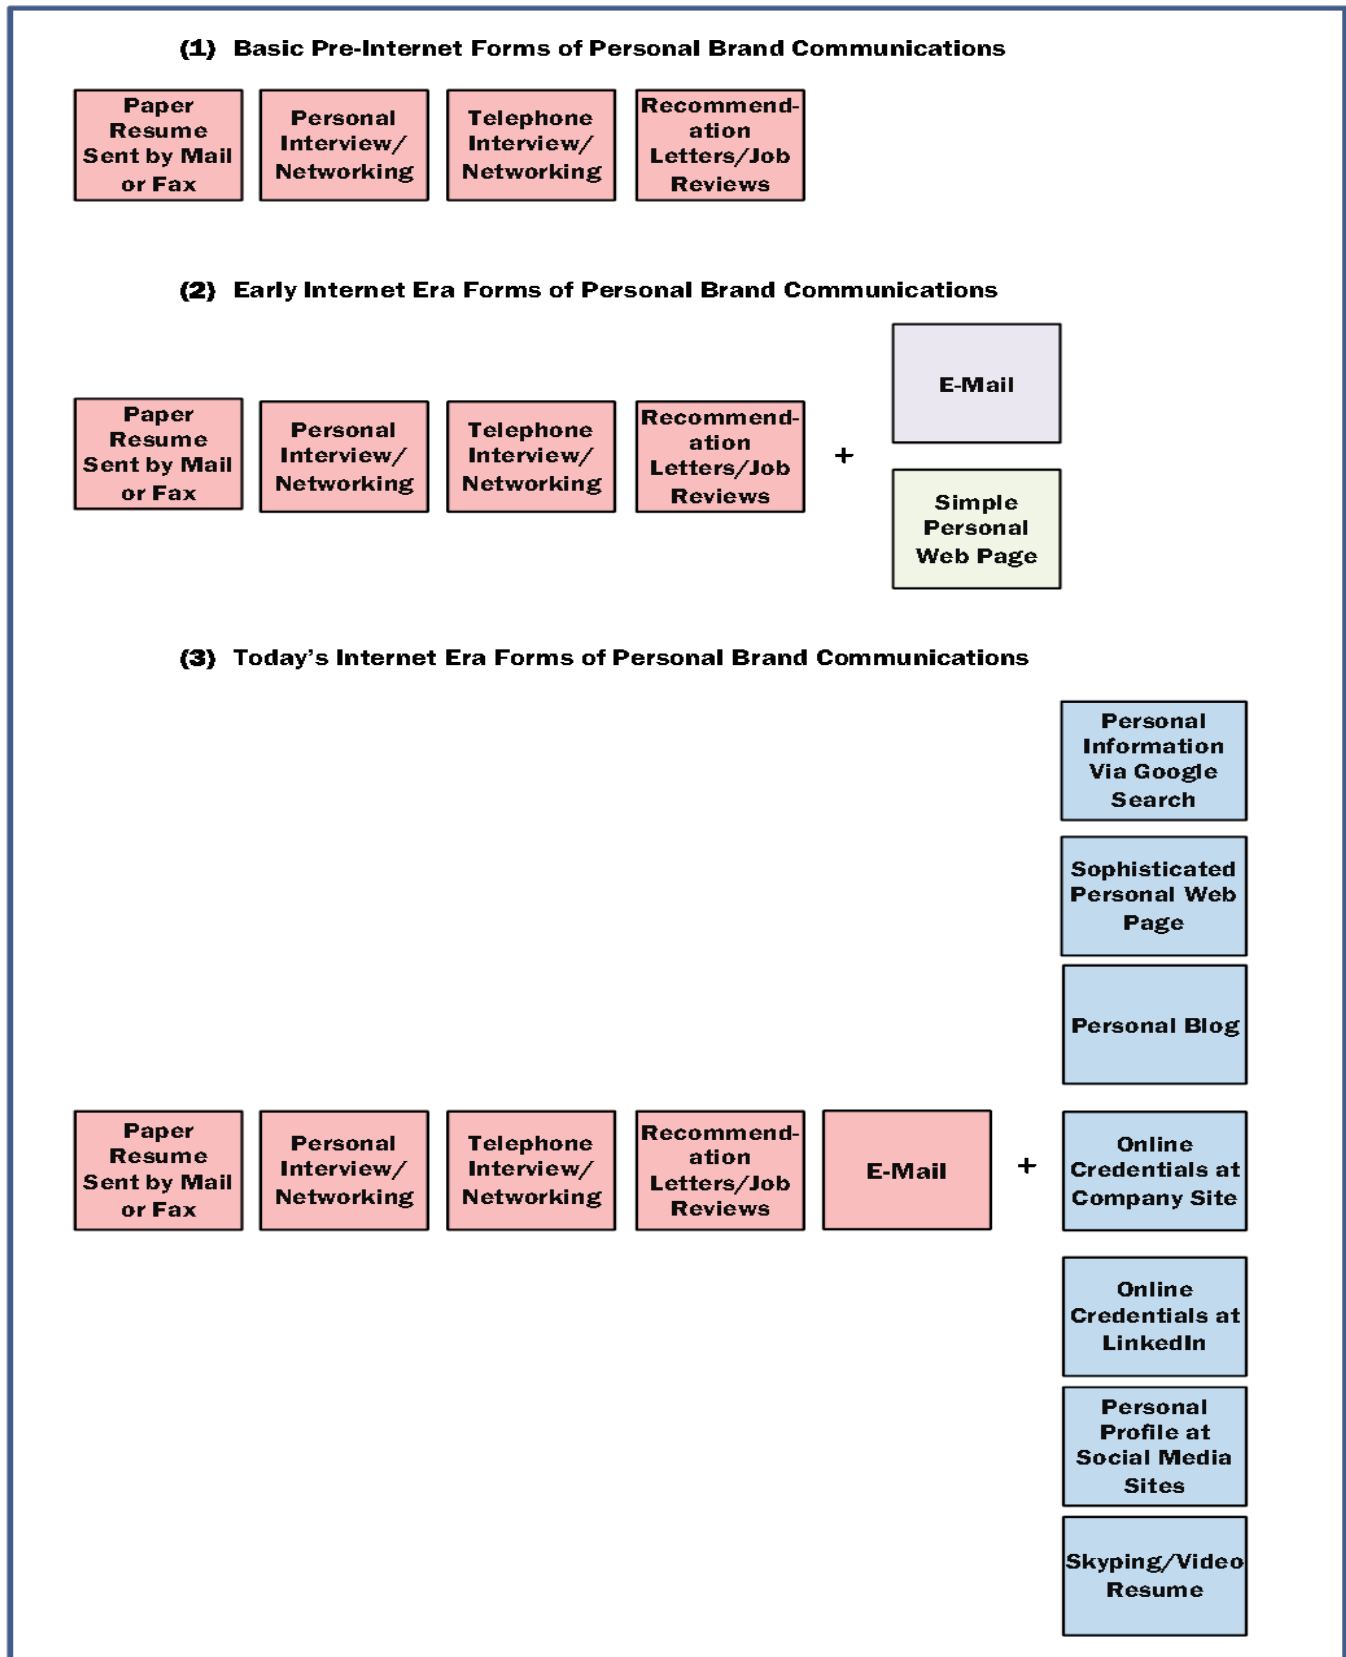 (1) Basic Pre-Internet Forms of Personal Brand Communications
Paper
Resume
Sent by Mail
or Fax
Personal
Interview/
Networking
Telephone
Interview/
Networking
Recommend-
ation
Letters/Job
Reviews
(2) Early Internet Era Forms of Personal Brand Communications
Paper
Resume
Sent by Mail
or Fax
Personal
Interview/
Networking
Telephone
Interview/
Networking
Recommend-
ation
Letters/Job
Reviews
+
E-Mail
Simple
Personal
Web Page
(3) Today's Internet Era Forms of Personal Brand Communications
Paper
Resume
Sent by Mail
or Fax
Personal
Interview/
Networking
Telephone
Interview/
Networking
Recommend-
ation
Letters/Job
Reviews
E-Mail
+
Personal
Information
Via Google
Search
Sophisticated
Personal Web
Page
Personal Blog
Online
Credentials at
Company Site
Online
Credentials at
LinkedIn
Personal
Profile at
Social Media
Sites
Skyping/Video
Resume